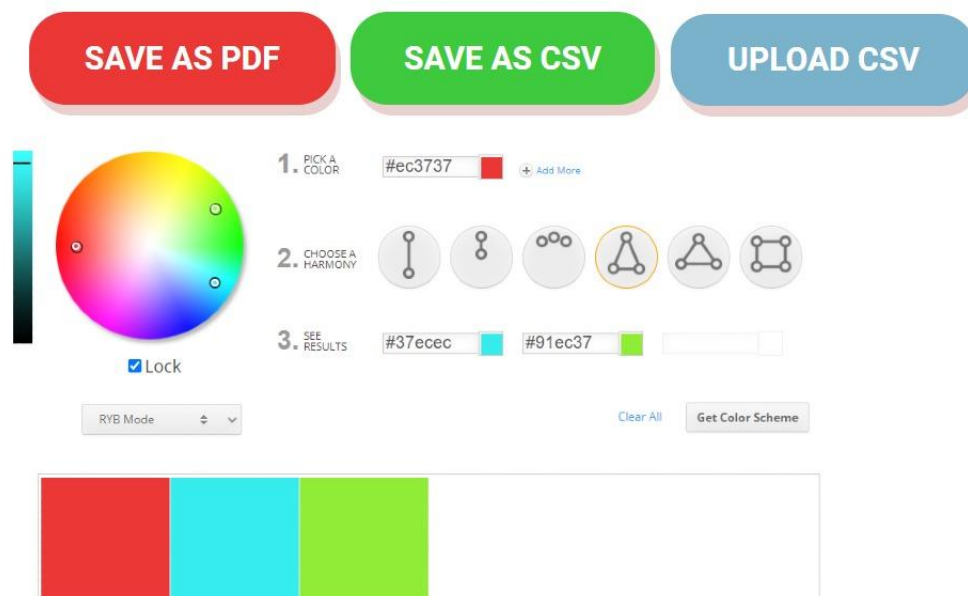 SAVE AS PDF
SAVE AS CSV
UPLOAD CSV
1. PICK A
COLOR
#ec3737
+ Add More
2. CHOOSE A
HARMONY
3. SEE
RESULTS
#37ecec
#91ec37
Lock
RYB Mode
Clear All
Get Color Scheme